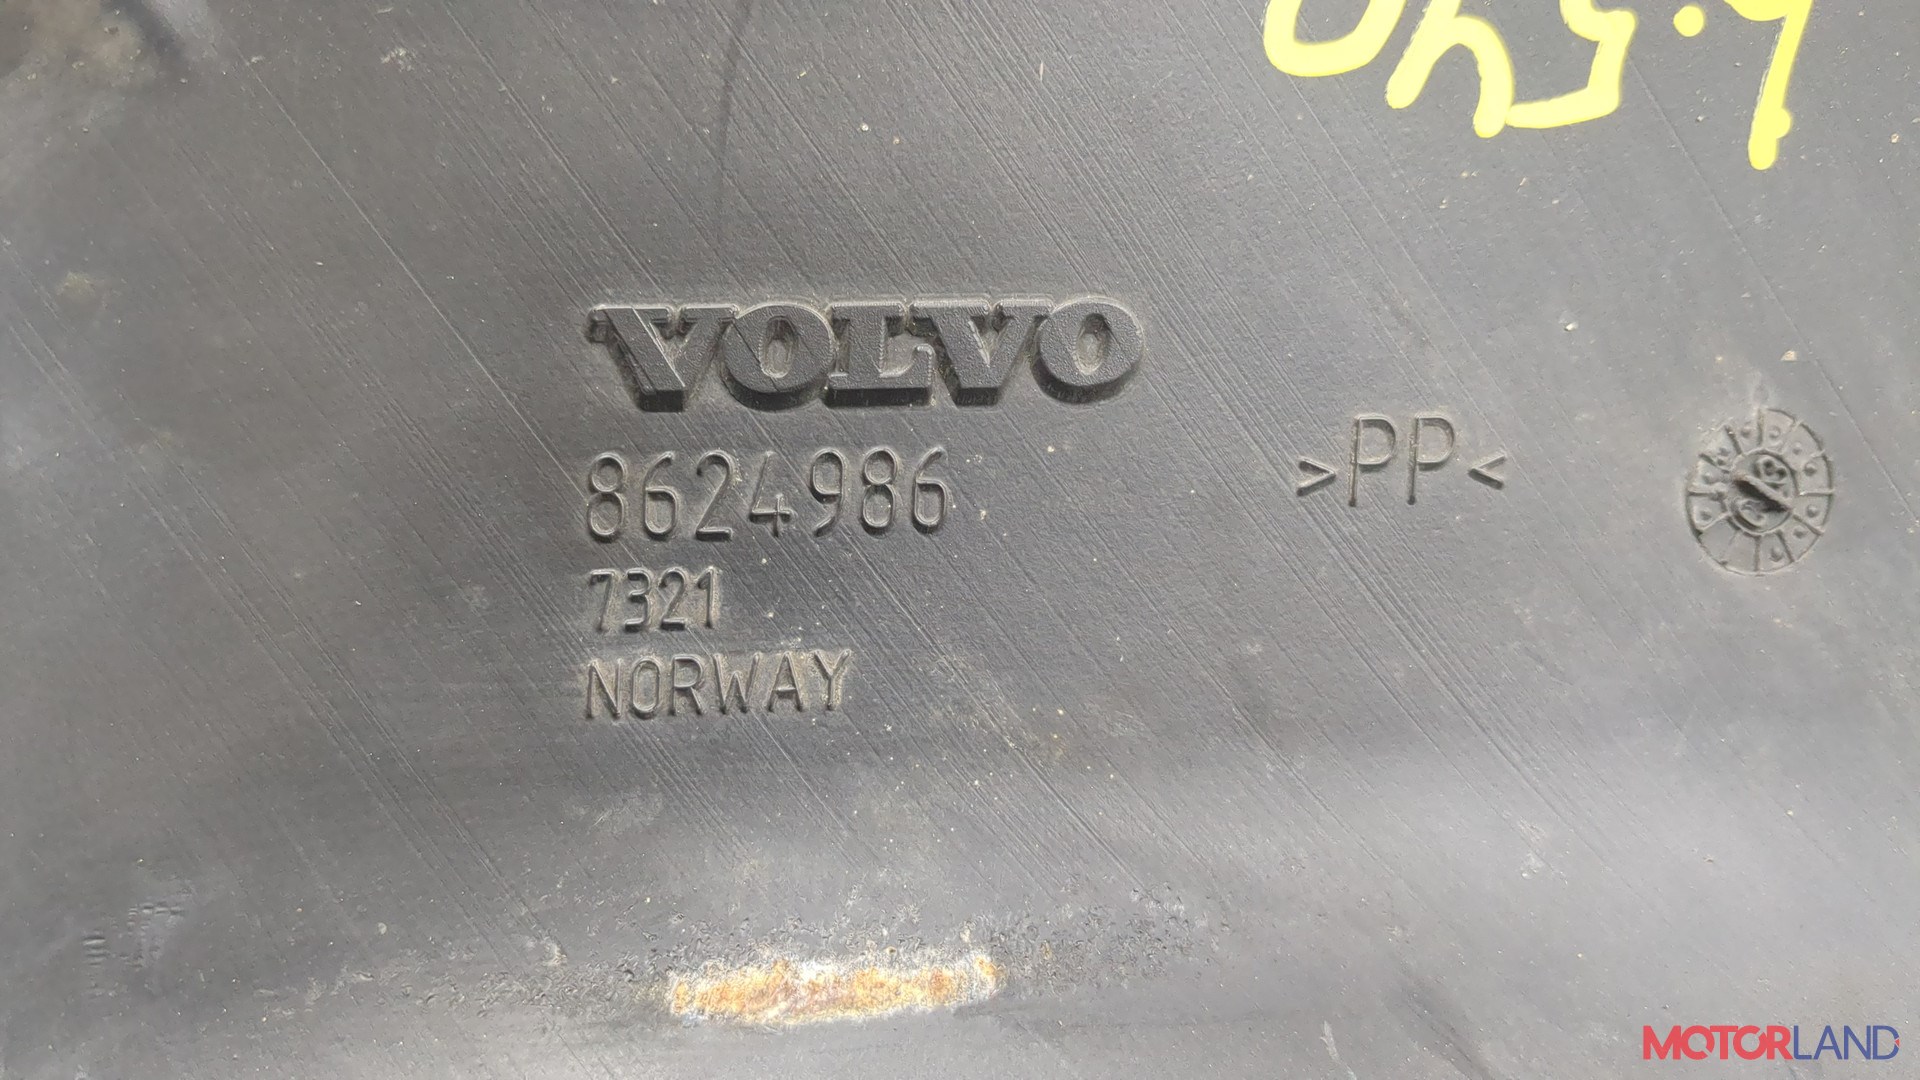 VOLVO
8624986
>PP<
7321
NORWAY
MOTORLAND